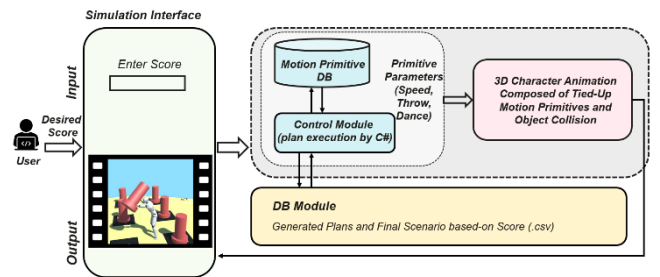 Simulation Interface
Input
Enter Score
Desired
Score
User
Output
Motion Primitive
DB
Control Module
(plan execution by C#)
Primitive
Parameters
(Speed,
Throw,
Dance)
3D Character Animation
Composed of Tied-Up
Motion Primitives and
Object Collision
DB Module
Generated Plans and Final Scenario based-on Score (.csv)